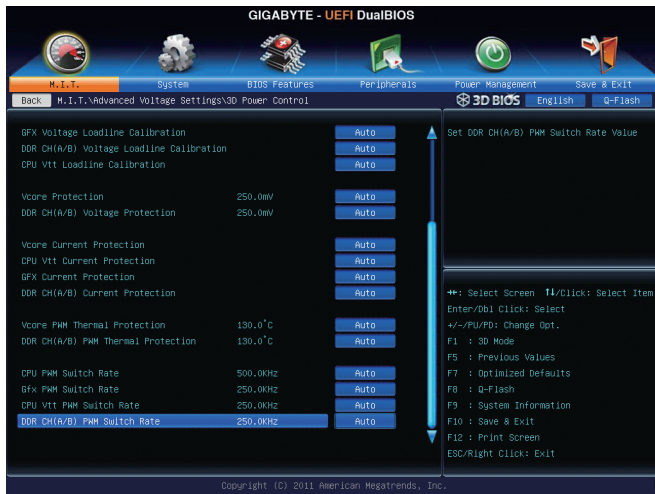 GIGABYTE - UEFI DualBIOS
M.I.T. System BIOS Features Peripherals Power Management Save & Exit
Back M.I.T.\Advanced Voltage Settings\3D Power Control 3D BIOS English Q-Flash
GFX Voltage Loadline Calibration Auto
DDR CH(A/B) Voltage Loadline Calibration Auto
CPU Vtt Loadline Calibration Auto
Vcore Protection 250.0mV Auto
DDR CH(A/B) Voltage Protection 250.0mV Auto
Vcore Current Protection Auto
CPU Vtt Current Protection Auto
GFX Current Protection Auto
DDR CH(A/B) Current Protection Auto
Vcore PWM Thermal Protection 130.0°C Auto
DDR CH(A/B) PWM Thermal Protection 130.0°C Auto
CPU PWM Switch Rate 500.0KHz Auto
Gfx PWM Switch Rate 250.0KHz Auto
CPU Vtt PWM Switch Rate 250.0KHz Auto
DDR CH(A/B) PWM Switch Rate 250.0KHz Auto
Set DDR CH(A/B) PWM Switch Rate Value
→←: Select Screen ↑↓/Click: Select Item
Enter/Dbl Click: Select
+/-/PU/PD: Change Opt.
F1 : 3D Mode
F5 : Previous Values
F7 : Optimized Defaults
F8 : Q-Flash
F9 : System Information
F10 : Save & Exit
F12 : Print Screen
ESC/Right Click: Exit
Copyright (C) 2011 American Megatrends, Inc.